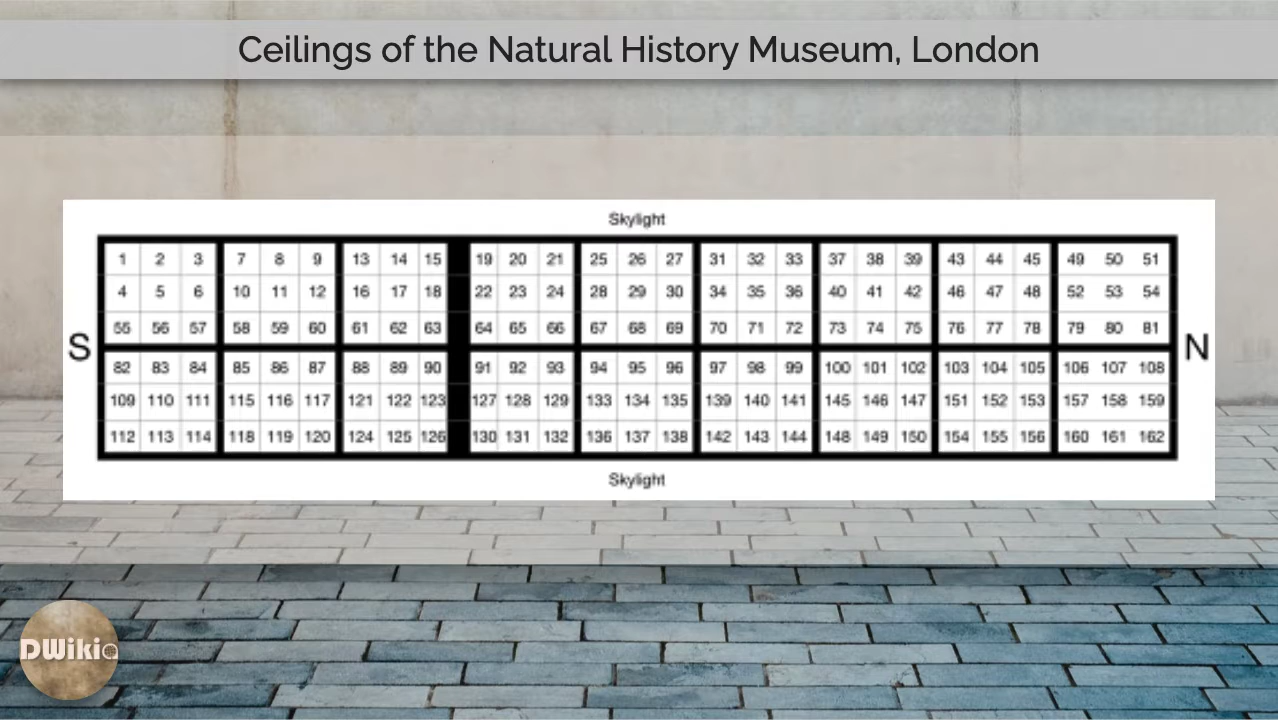 Ceilings of the Natural History Museum, London
Skylight
1 2 3 7 8 9 13 14 15 19 20 21 25 26 27 31 32 33 37 38 39 43 44 45 49 50 51
4 5 6 10 11 12 16 17 18 22 23 24 28 29 30 34 35 36 40 41 42 46 47 48 52 53 54
55 56 57 58 59 60 61 62 63 64 65 66 67 68 69 70 71 72 73 74 75 76 77 78 79 80 81
S N
82 83 84 85 86 87 88 89 90 91 92 93 94 95 96 97 98 99 100 101 102 103 104 105 106 107 108
109 110 111 115 116 117 121 122 123 127 128 129 133 134 135 139 140 141 145 146 147 151 152 153 157 158 159
112 113 114 118 119 120 124 125 126 130 131 132 136 137 138 142 143 144 148 149 150 154 155 156 160 161 162
Skylight
DWikio